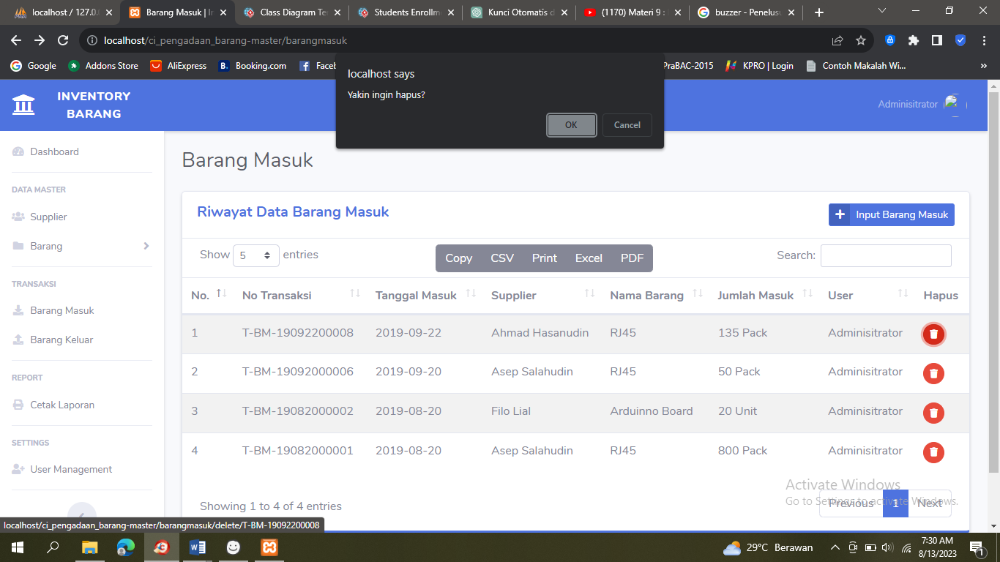 localhost / 127.0.
Barang Masuk | In
Class Diagram Te
Students Enrollm
Kunci Otomatis d
(1170) Materi 9 :
buzzer - Penelusu
localhost/ci_pengadaan_barang-master/barangmasuk
Google
Addons Store
AliExpress
Booking.com
Faceb
PraBAC-2015
KPRO | Login
Contoh Makalah Wi...
localhost says
Yakin ingin hapus?
OK
Cancel
INVENTORY
BARANG
Adminisitrator
Dashboard
DATA MASTER
Supplier
Barang
TRANSAKSI
Barang Masuk
Barang Keluar
REPORT
Cetak Laporan
SETTINGS
User Management
Barang Masuk
Riwayat Data Barang Masuk
Input Barang Masuk
Show 5 entries
Copy CSV Print Excel PDF
Search:
No. No Transaksi Tanggal Masuk Supplier Nama Barang Jumlah Masuk User Hapus
1 T-BM-19092200008 2019-09-22 Ahmad Hasanudin RJ45 135 Pack Adminisitrator
2 T-BM-19092000006 2019-09-20 Asep Salahudin RJ45 50 Pack Adminisitrator
3 T-BM-19082000002 2019-08-20 Filo Lial Arduinno Board 20 Unit Adminisitrator
4 T-BM-19082000001 2019-08-20 Asep Salahudin RJ45 800 Pack Adminisitrator
Showing 1 to 4 of 4 entries
Previous 1 Next
Activate Windows
Go to Settings to activate Windows.
localhost/ci_pengadaan_barang-master/barangmasuk/delete/T-BM-19092200008
29°C Berawan
7:30 AM
8/13/2023
1